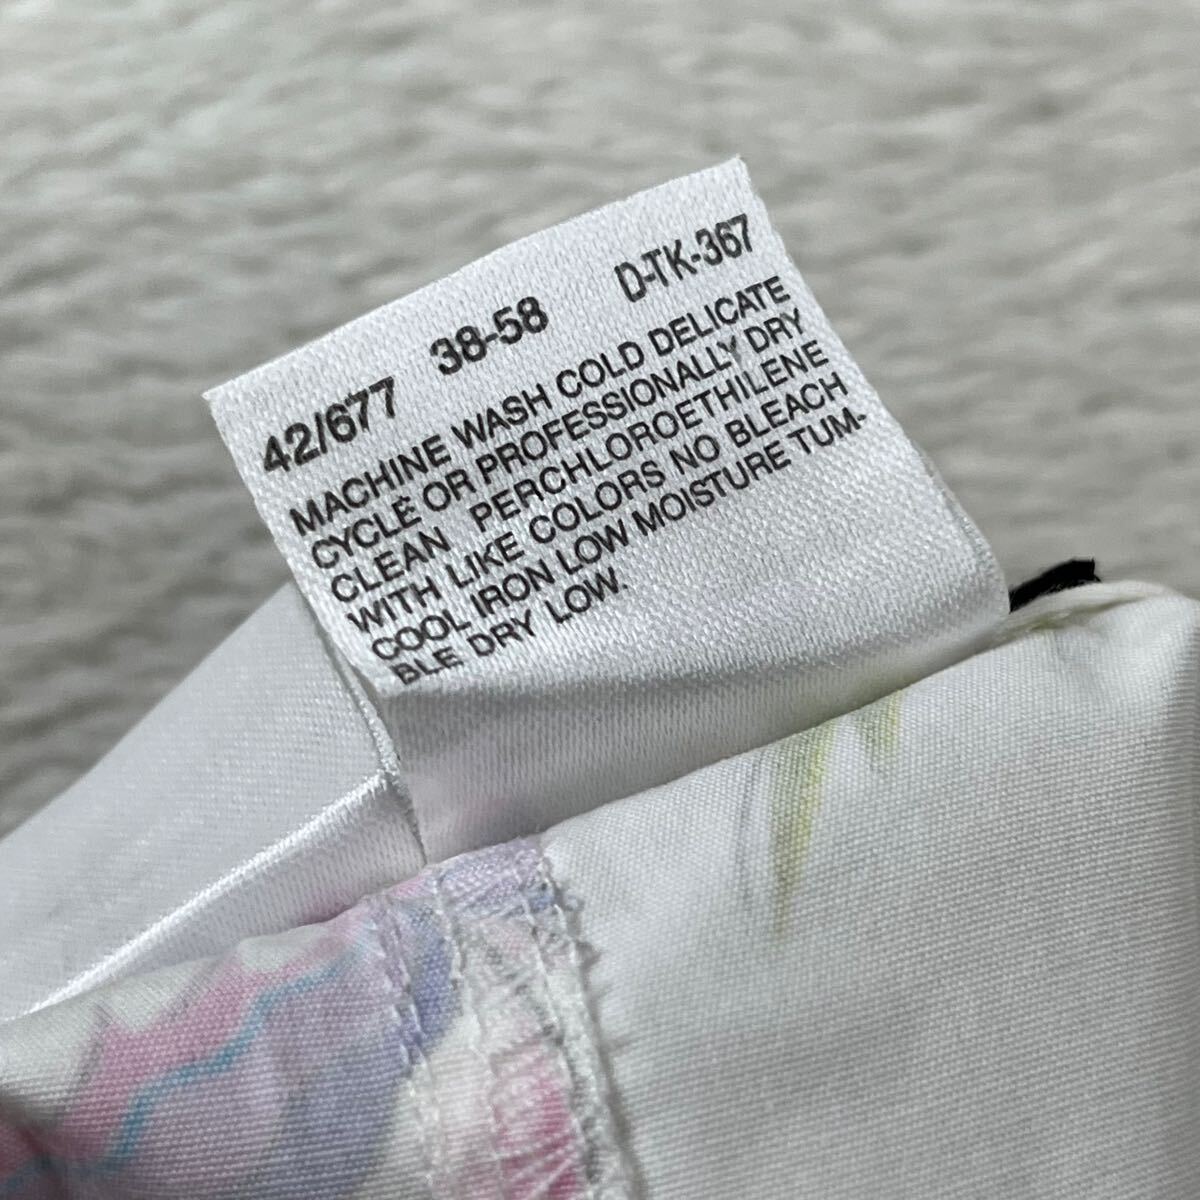 42/677 38-58 D-TK-367
MACHINE WASH COLD DELICATE
CYCLE OR PROFESSIONALLY DRY
CLEAN PERCHLOROETHILENE
WITH LIKE COLORS NO BLEACH
COOL IRON LOW MOISTURE TUM-
BLE DRY LOW.